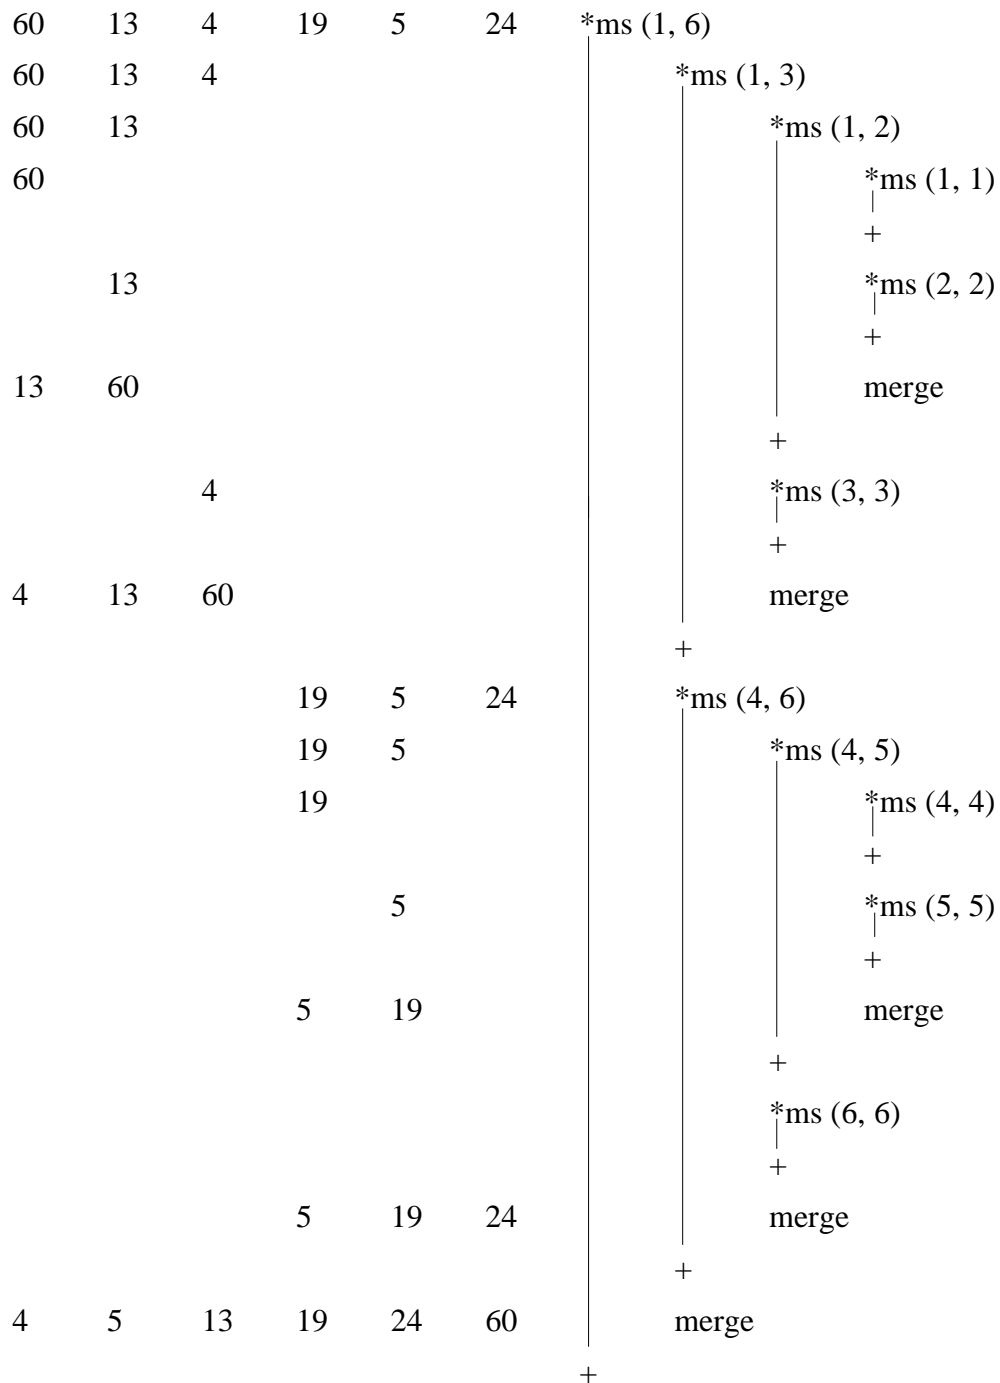 60 13 4 19 5 24 *ms (1, 6)
60 13 4 *ms (1, 3)
60 13 *ms (1, 2)
60 *ms (1, 1)
+
13 *ms (2, 2)
+
13 60 merge
+
4 *ms (3, 3)
+
4 13 60 merge
+
19 5 24 *ms (4, 6)
19 5 *ms (4, 5)
19 *ms (4, 4)
+
5 *ms (5, 5)
+
5 19 merge
+
*ms (6, 6)
+
5 19 24 merge
+
4 5 13 19 24 60 merge
+